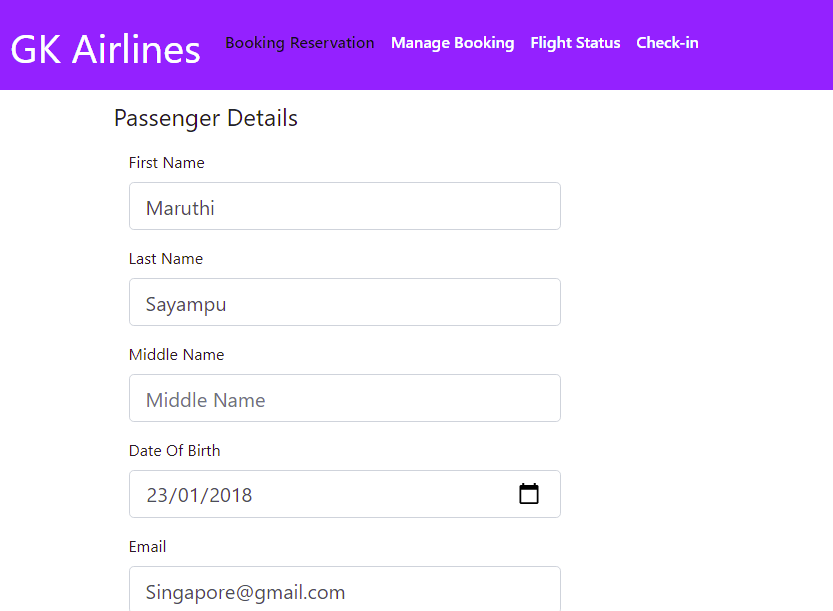 GK Airlines Booking Reservation Manage Booking Flight Status Check-in
Passenger Details
First Name
Maruthi
Last Name
Sayampu
Middle Name
Middle Name
Date Of Birth
23/01/2018
Email
Singapore@gmail.com